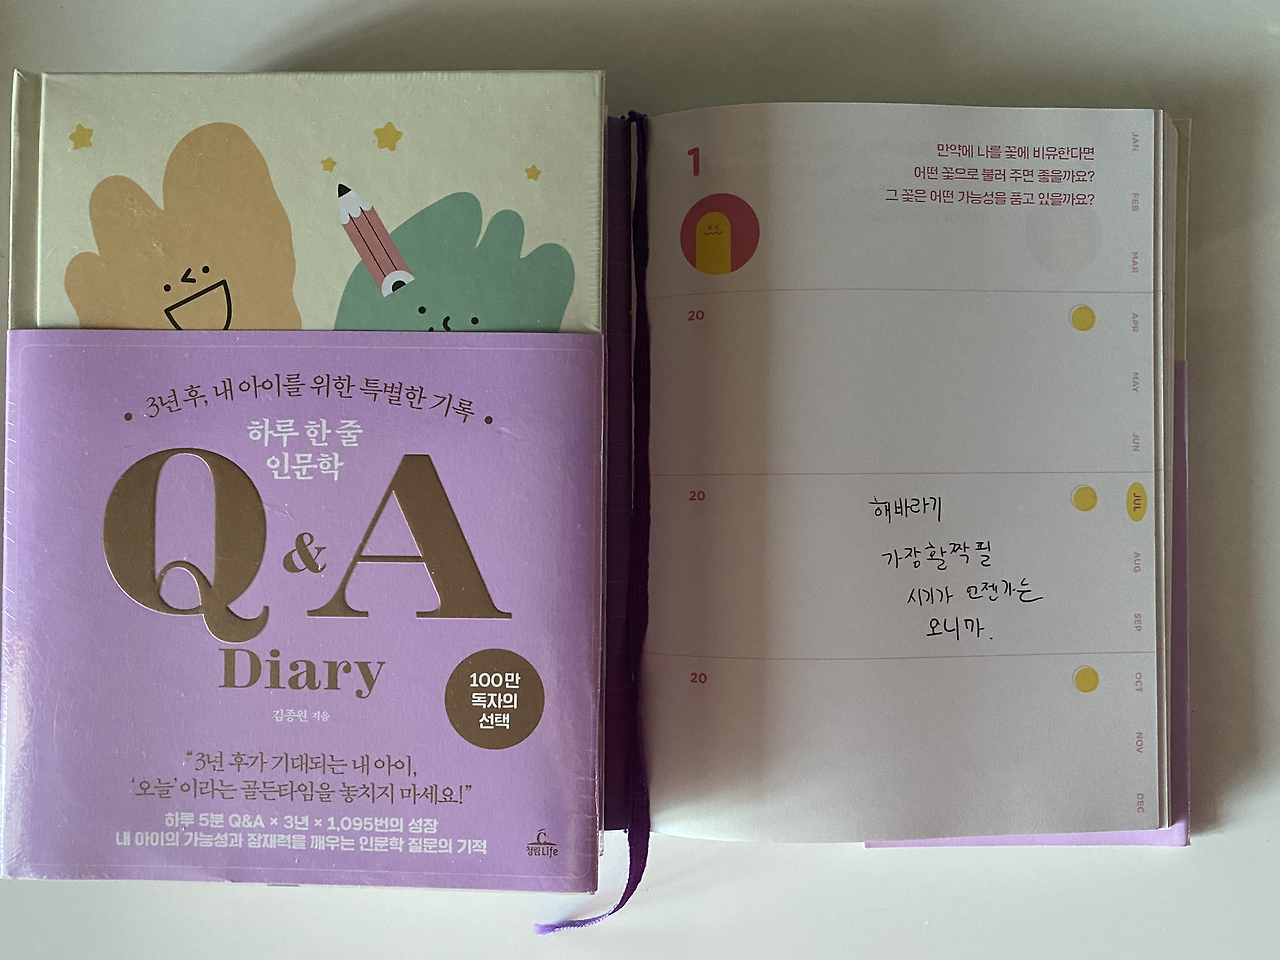 3년 후, 내 아이를 위한 특별한 기록
하루 한 줄
인문학
Q&A
Diary
김종원 지음
100만
독자의
선택
“3년 후가 기대되는 내 아이,
‘오늘’이라는 골든타임을 놓치지 마세요!”
하루 5분 Q&A × 3년 × 1,095번의 성장
내 아이의 가능성과 잠재력을 깨우는 인문학 질문의 기적
청림Life
1
만약에 나를 꽃에 비유한다면
어떤 꽃으로 불러 주면 좋을까요?
그 꽃은 어떤 가능성을 품고 있을까요?
20
20
해바라기
가장 활짝 필
시기가 언젠가는
오니까.
20
JAN
FEB
MAR
APR
MAY
JUN
JUL
AUG
SEP
OCT
NOV
DEC